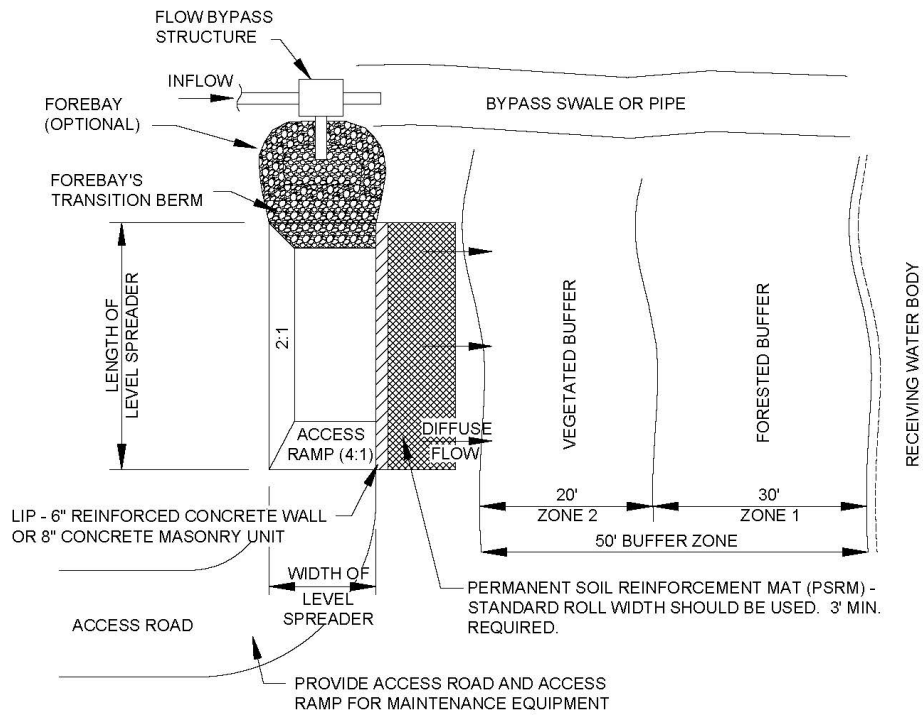 FLOW BYPASS
STRUCTURE
INFLOW
BYPASS SWALE OR PIPE
FOREBAY
(OPTIONAL)
FOREBAY'S
TRANSITION BERM
LENGTH OF
LEVEL SPREADER
2:1
ACCESS
RAMP (4:1)
DIFFUSE
FLOW
VEGETATED BUFFER
FORESTED BUFFER
RECEIVING WATER BODY
20'
ZONE 2
30'
ZONE 1
50' BUFFER ZONE
LIP - 6" REINFORCED CONCRETE WALL
OR 8" CONCRETE MASONRY UNIT
WIDTH OF
LEVEL
SPREADER
PERMANENT SOIL REINFORCEMENT MAT (PSRM) -
STANDARD ROLL WIDTH SHOULD BE USED. 3' MIN.
REQUIRED.
ACCESS ROAD
PROVIDE ACCESS ROAD AND ACCESS
RAMP FOR MAINTENANCE EQUIPMENT